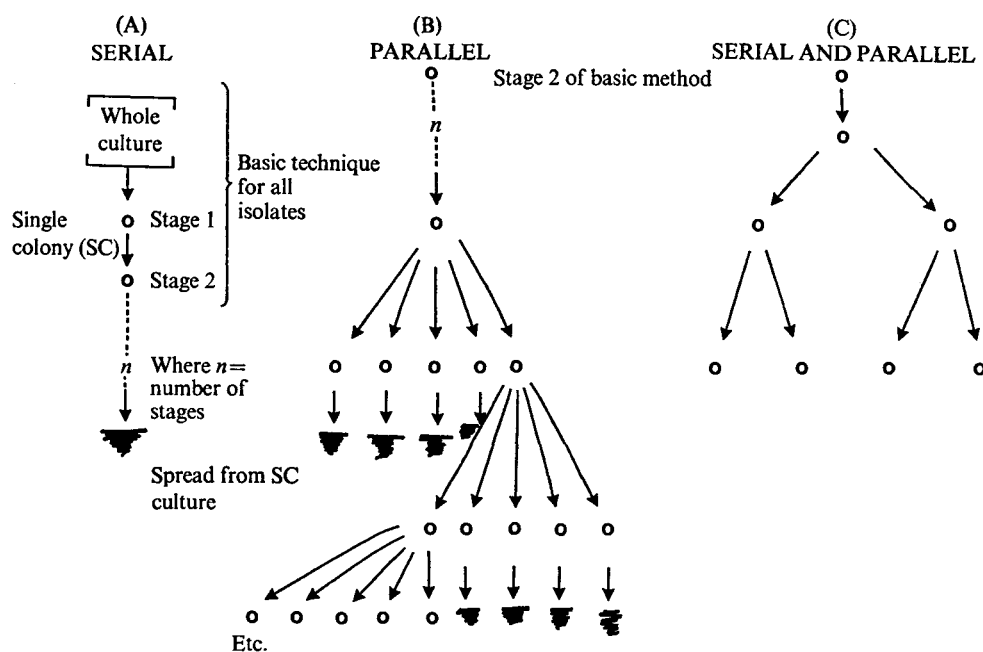 (A)
SERIAL
Whole
culture
Single
colony (SC)
Stage 1
Stage 2
Basic technique
for all
isolates
n
Where n=
number of
stages
Spread from SC
culture
(B)
PARALLEL
Stage 2 of basic method
n
Etc.
(C)
SERIAL AND PARALLEL